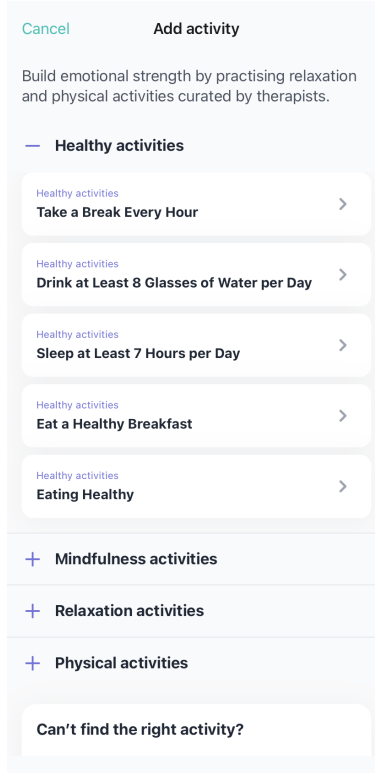 Cancel
Add activity
Build emotional strength by practising relaxation
and physical activities curated by therapists.
Healthy activities
Healthy activities
Take a Break Every Hour
Healthy activities
Drink at Least 8 Glasses of Water per Day
Healthy activities
Sleep at Least 7 Hours per Day
Healthy activities
Eat a Healthy Breakfast
Healthy activities
Eating Healthy
Mindfulness activities
Relaxation activities
Physical activities
Can't find the right activity?